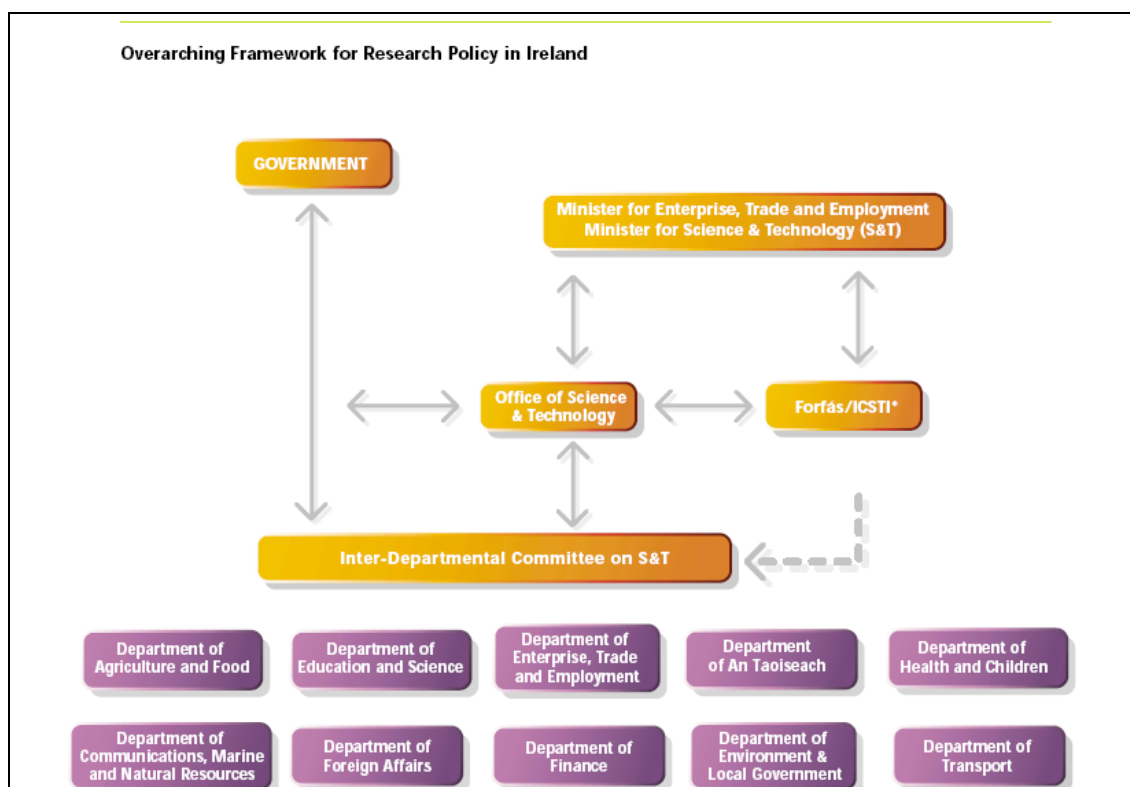 Overarching Framework for Research Policy in Ireland
GOVERNMENT
Minister for Enterprise, Trade and Employment
Minister for Science & Technology (S&T)
Office of Science
& Technology
Forfás/ICSTI*
Inter-Departmental Committee on S&T
Department of
Agriculture and Food
Department of
Education and Science
Department of
Enterprise, Trade
and Employment
Department
of An Taoiseach
Department of
Health and Children
Department of
Communications, Marine
and Natural Resources
Department of
Foreign Affairs
Department of
Finance
Department of
Environment &
Local Government
Department of
Transport